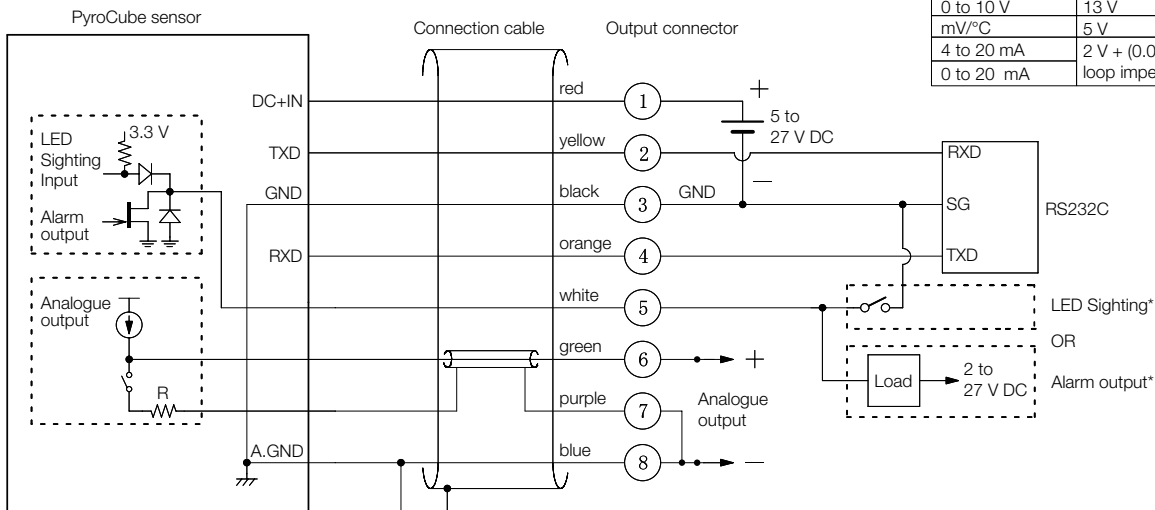 PyroCube sensor
Connection cable
Output connector
0 to 10 V 13 V
mV/°C 5 V
4 to 20 mA 2 V + (0.0
0 to 20 mA loop impe
DC+IN red 1 +
5 to
27 V DC
LED
Sighting
Input
3.3 V
TXD yellow 2 RXD
—
GND black 3 GND SG RS232C
Alarm
output
RXD orange 4 TXD
white 5 LED Sighting*
OR
Analogue
output
green 6 +
Load 2 to
27 V DC Alarm output*
R
purple 7 Analogue
output
A.GND blue 8 —